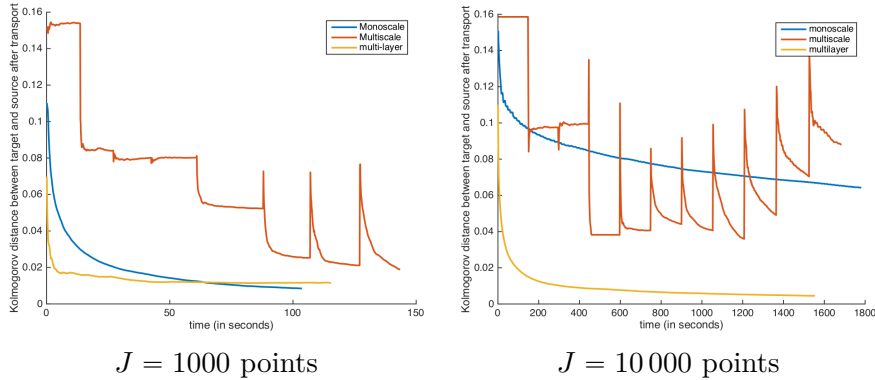 Kolmogorov distance between target and source after transport
0.16
0.14
0.12
0.1
0.08
0.06
0.04
0.02
0
0
50
100
150
time (in seconds)
Monoscale
Multiscale
multi-layer
J = 1000 points
Kolmogorov distance between target and source after transport
0.16
0.14
0.12
0.1
0.08
0.06
0.04
0.02
0
0
200
400
600
800
1000
1200
1400
1600
1800
time (in seconds)
monoscale
multiscale
multilayer
J = 10 000 points